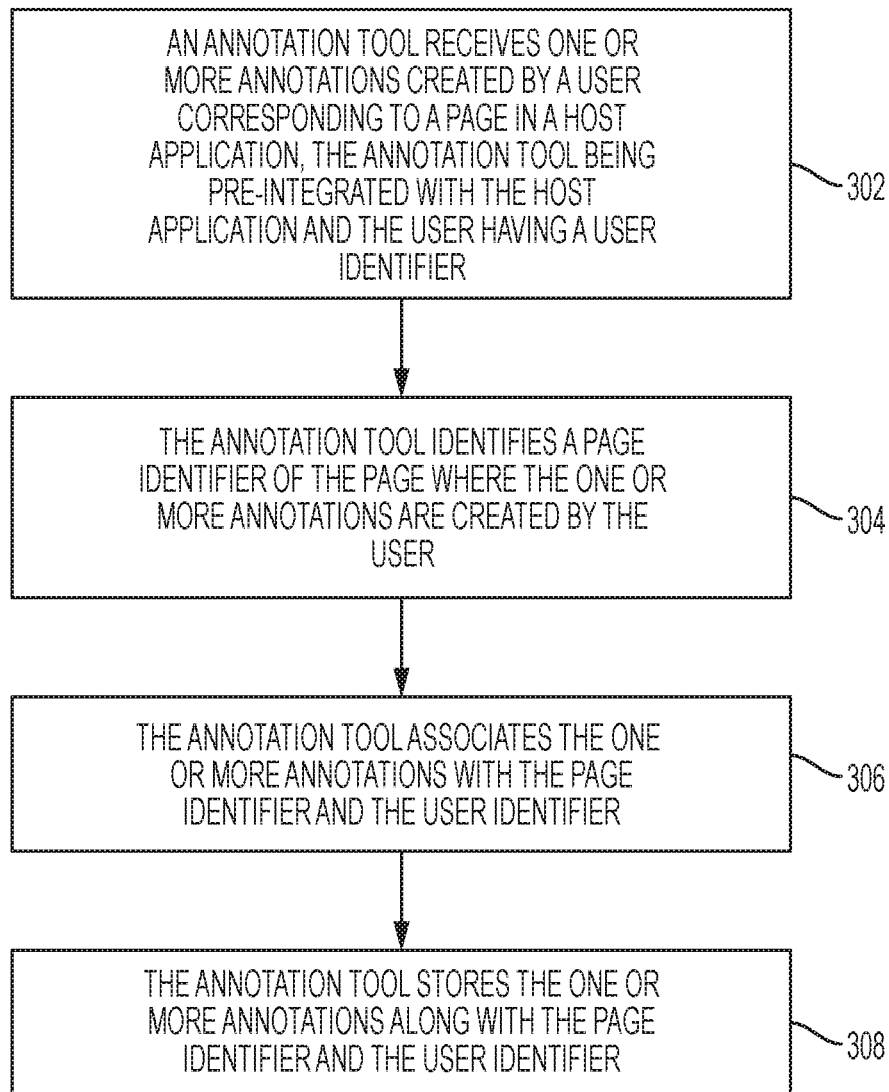 AN ANNOTATION TOOL RECEIVES ONE OR
MORE ANNOTATIONS CREATED BY A USER
CORRESPONDING TO A PAGE IN A HOST
APPLICATION, THE ANNOTATION TOOL BEING
PRE-INTEGRATED WITH THE HOST
APPLICATION AND THE USER HAVING A USER
IDENTIFIER
302
THE ANNOTATION TOOL IDENTIFIES A PAGE
IDENTIFIER OF THE PAGE WHERE THE ONE OR
MORE ANNOTATIONS ARE CREATED BY THE
USER
304
THE ANNOTATION TOOL ASSOCIATES THE ONE
OR MORE ANNOTATIONS WITH THE PAGE
IDENTIFIER AND THE USER IDENTIFIER
306
THE ANNOTATION TOOL STORES THE ONE OR
MORE ANNOTATIONS ALONG WITH THE PAGE
IDENTIFIER AND THE USER IDENTIFIER
308